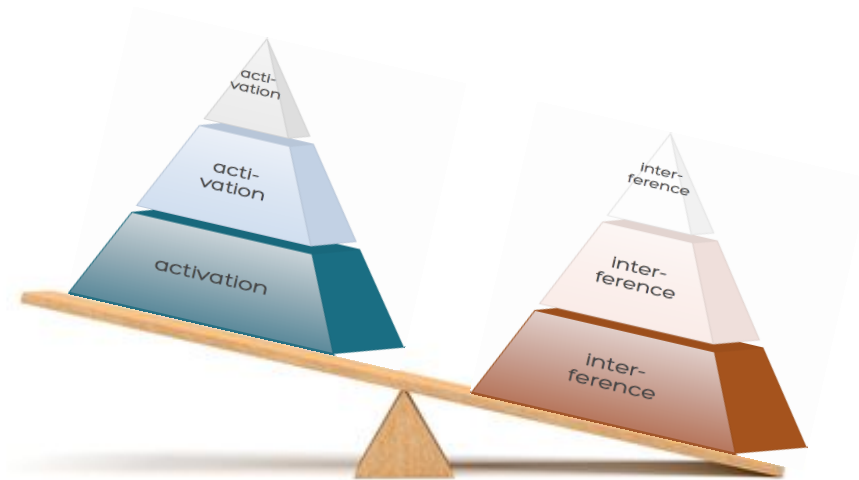 acti-
vation
acti-
vation
activation
inter-
ference
inter-
ference
inter-
ference